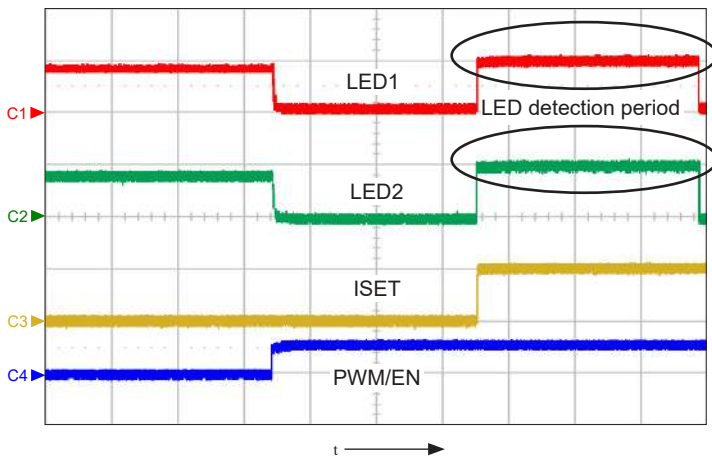 LED1
C1
LED detection period
LED2
C2
ISET
C3
C4
PWM/EN
t